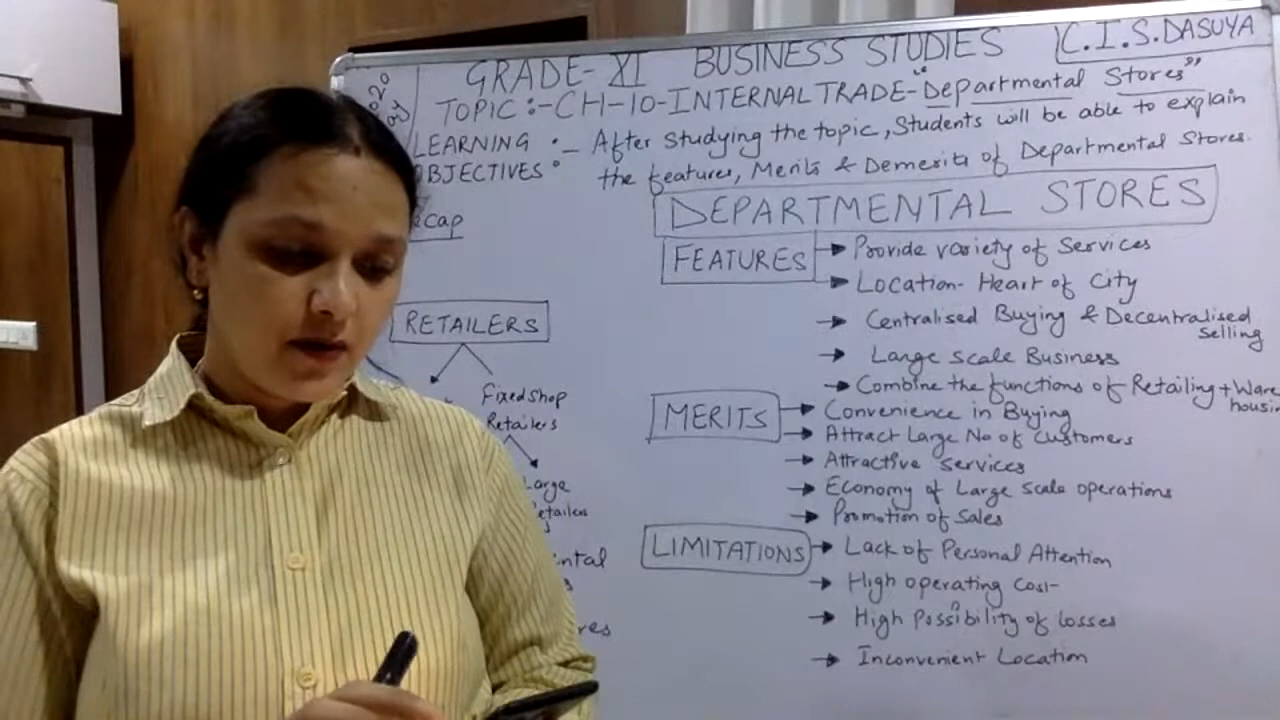 GRADE-XI BUSINESS STUDIES C.I.S. DASUYA
TOPIC:-CH-10-INTERNAL TRADE-"Departmental Stores"
LEARNING :- After studying the topic, Students will be able to explain
OBJECTIVES the features, Merits & Demerits of Departmental Stores.
DEPARTMENTAL STORES
FEATURES → Provide variety of Services
→ Location- Heart of City
→ Centralised Buying & Decentralised
selling
→ Large scale Business
→ Combine the functions of Retailing + Ware
MERITS → Convenience in Buying
→ Attract Large No of Customers
→ Attractive services
→ Economy of Large scale operations
→ Promotion of Sales
LIMITATIONS → Lack of Personal Attention
→ High operating Cost
→ High Possibility of losses
→ Inconvenient Location
RETAILERS
Fixed Shop
Retailers
Large